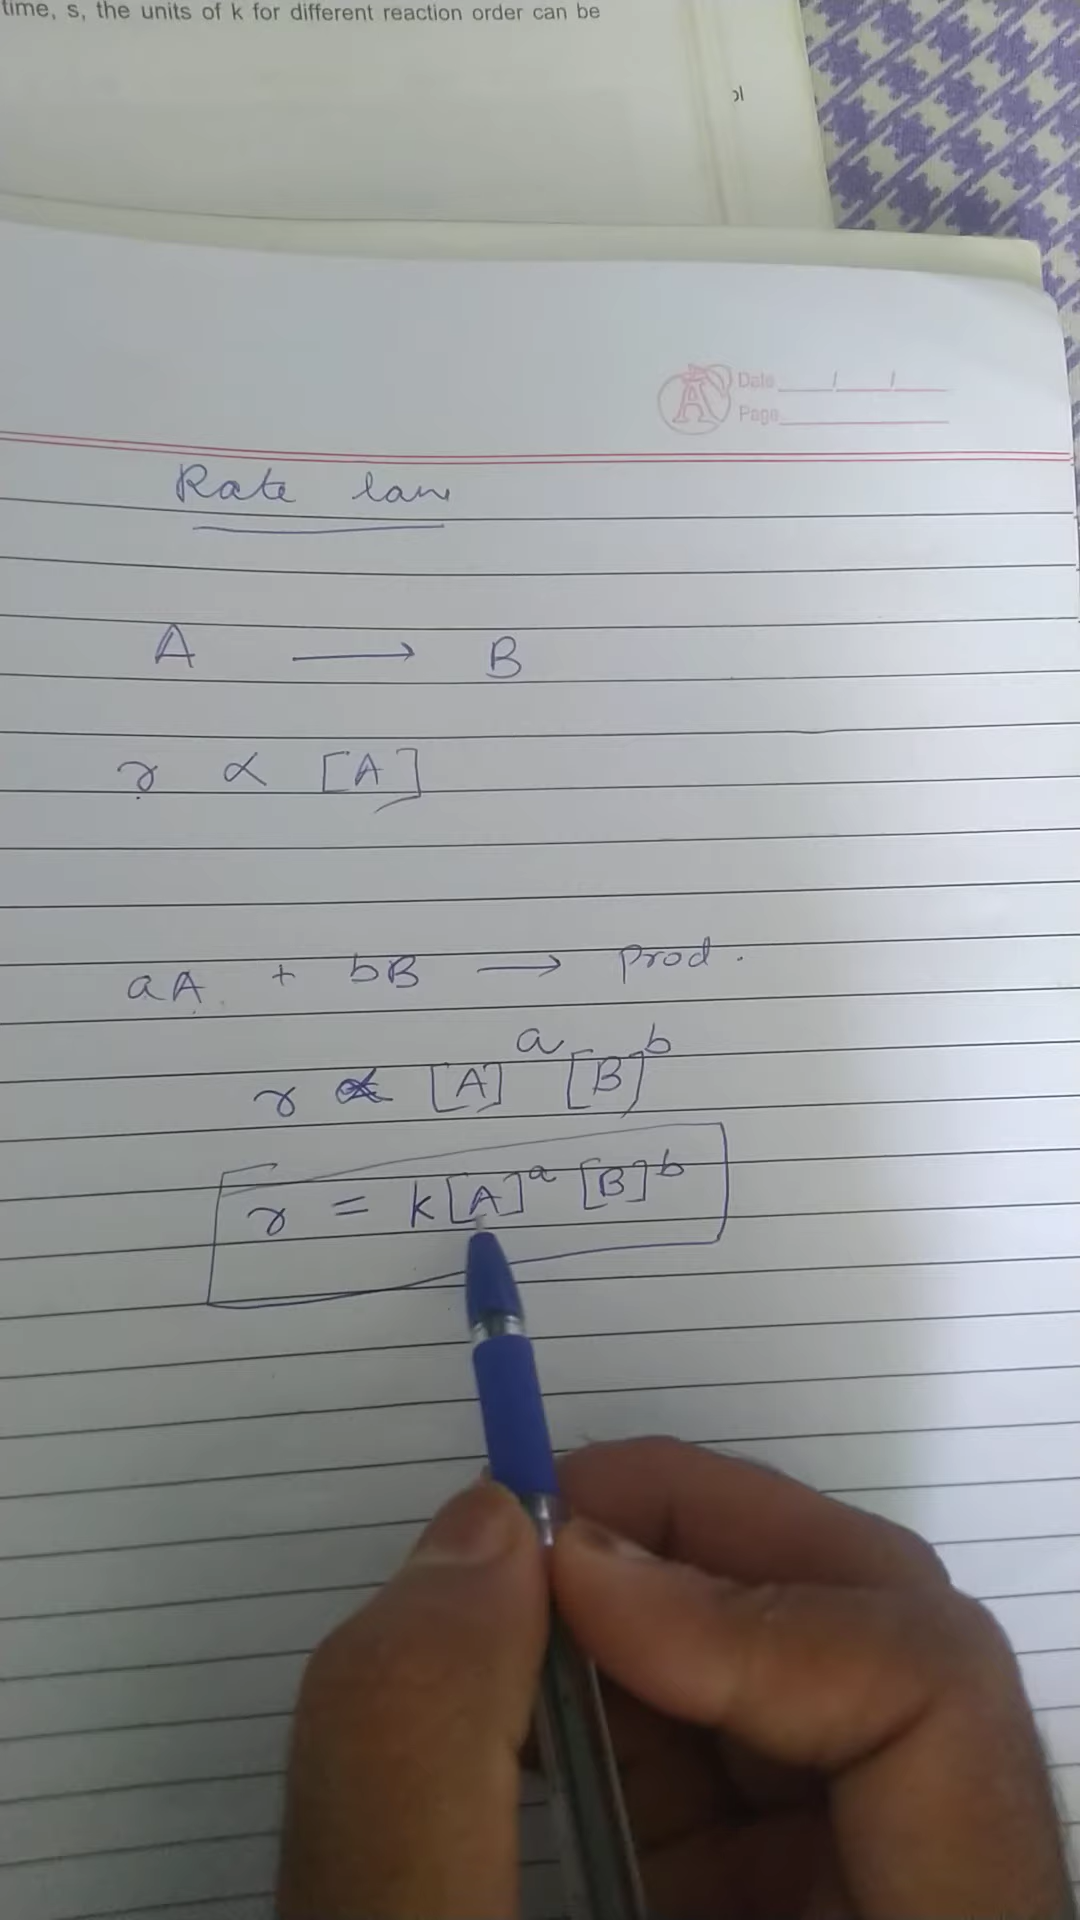 time, s, the units of k for different reaction order can be
A Date / /
Page
Rate law
A ⟶ B
r ∝ [A]
aA + bB ⟶ Prod.
r ∝ [A]^a [B]^b
r = k[A]^a [B]^b